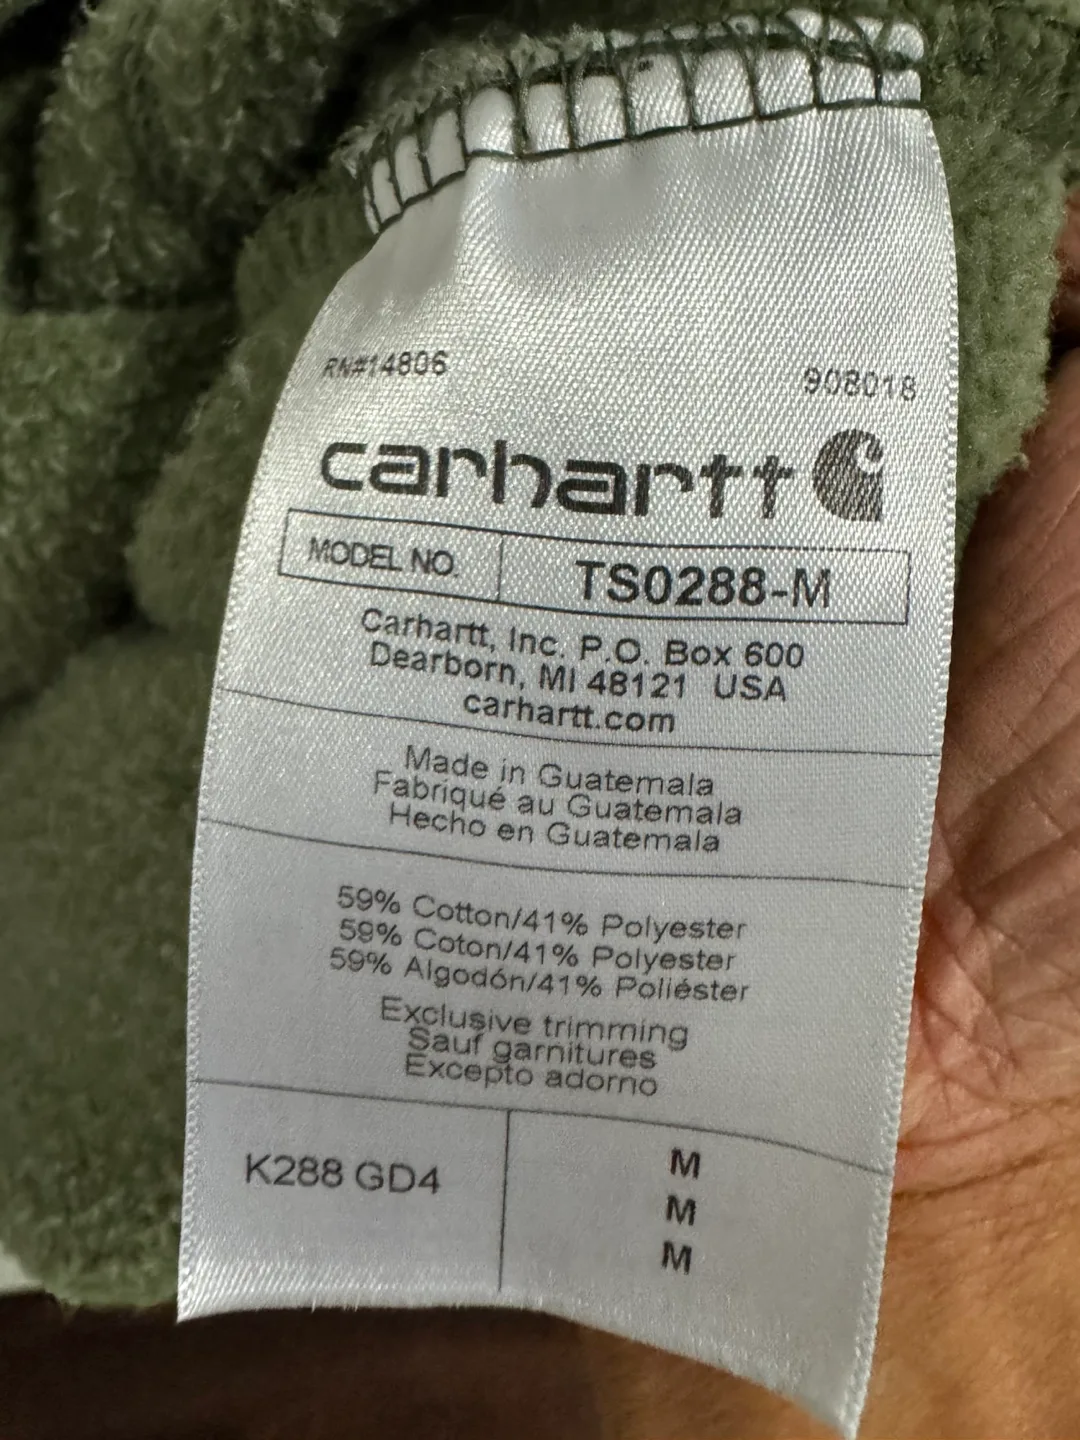 RN#14806 908018
carhartt
MODEL NO. TS0288-M
Carhartt, Inc. P.O. Box 600
Dearborn, MI 48121 USA
carhartt.com
Made in Guatemala
Fabriqué au Guatemala
Hecho en Guatemala
59% Cotton/41% Polyester
59% Coton/41% Polyester
59% Algodón/41% Poliéster
Exclusive trimming
Sauf garnitures
Excepto adorno
K288 GD4 M
M
M